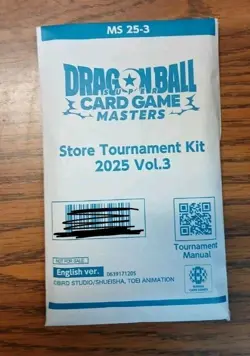 MS 25-3
DRAGON BALL
SUPER
CARD GAME
MASTERS
Store Tournament Kit
2025 Vol.3
NOT FOR SALE
English ver.
0639171205
©BIRD STUDIO/SHUEISHA, TOEI ANIMATION
Tournament
Manual